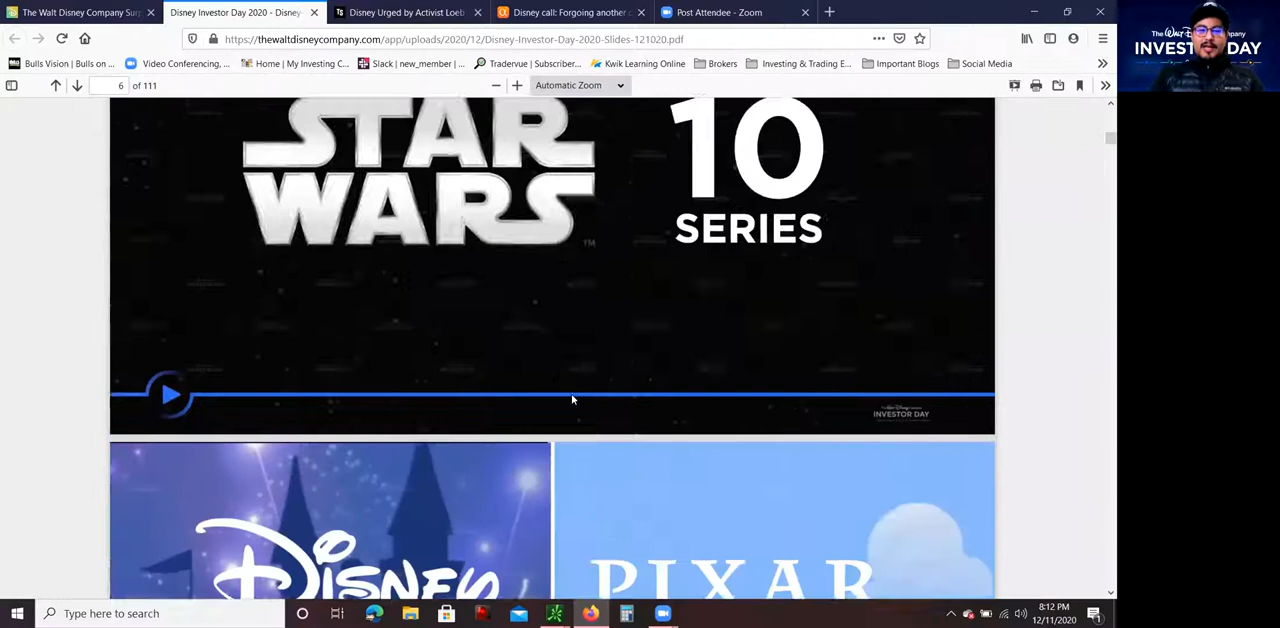 The Walt Disney Company Sur
Disney Investor Day 2020 - Disney-
Disney Urged by Activist Loeb
Disney call: Forgoing another
Post Attendee - Zoom
https://thewaltdisneycompany.com/app/uploads/2020/12/Disney-Investor-Day-2020-Slides-121020.pdf
Bulls Vision | Bulls on ...
Video Conferencing, ...
Home | My Investing C...
Slack | new_member | ...
Tradevue | Subscriber...
Kwik Learning Online
Brokers
Investing & Trading E...
Important Blogs
Social Media
6 of 111
Automatic Zoom
STAR
WARS
TM
10
SERIES
INVESTOR DAY
Disney
PIXAR
The Walt Disney Company
INVESTOR DAY
Type here to search
8:12 PM
12/11/2020
1